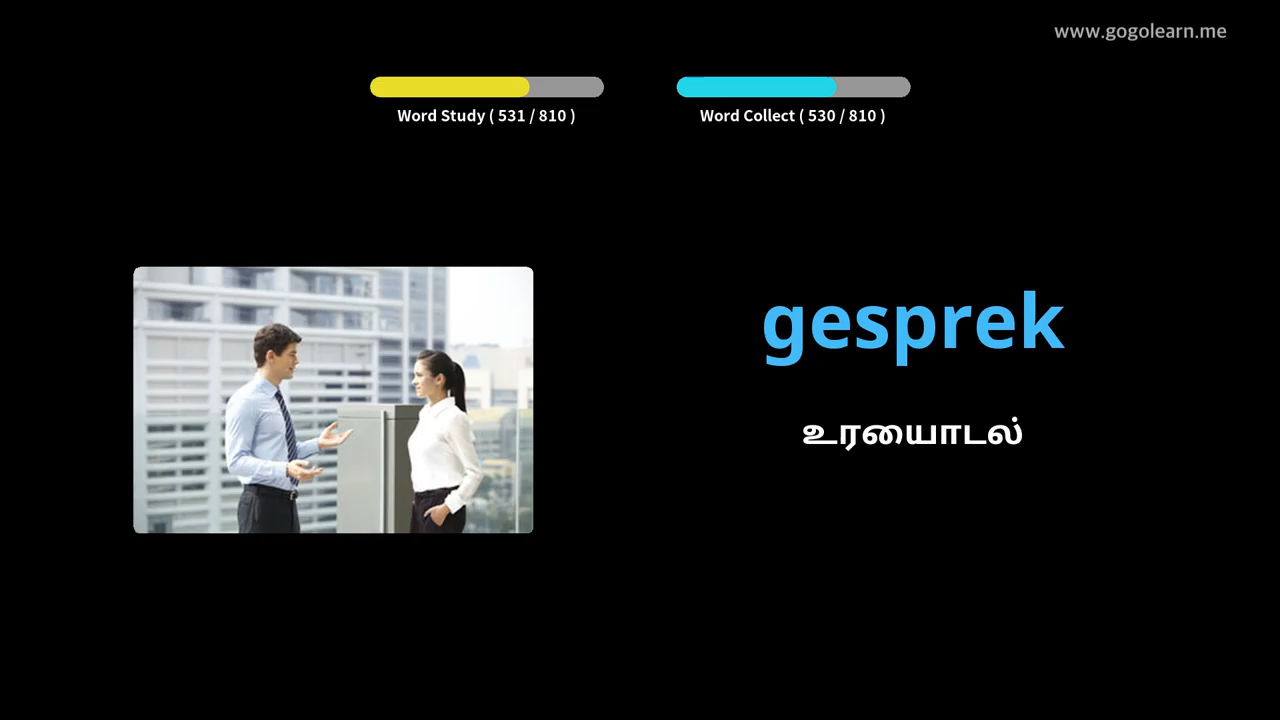 www.gogolearn.me
Word Study ( 531 / 810 )
Word Collect ( 530 / 810 )
gesprek
உரையாடல்